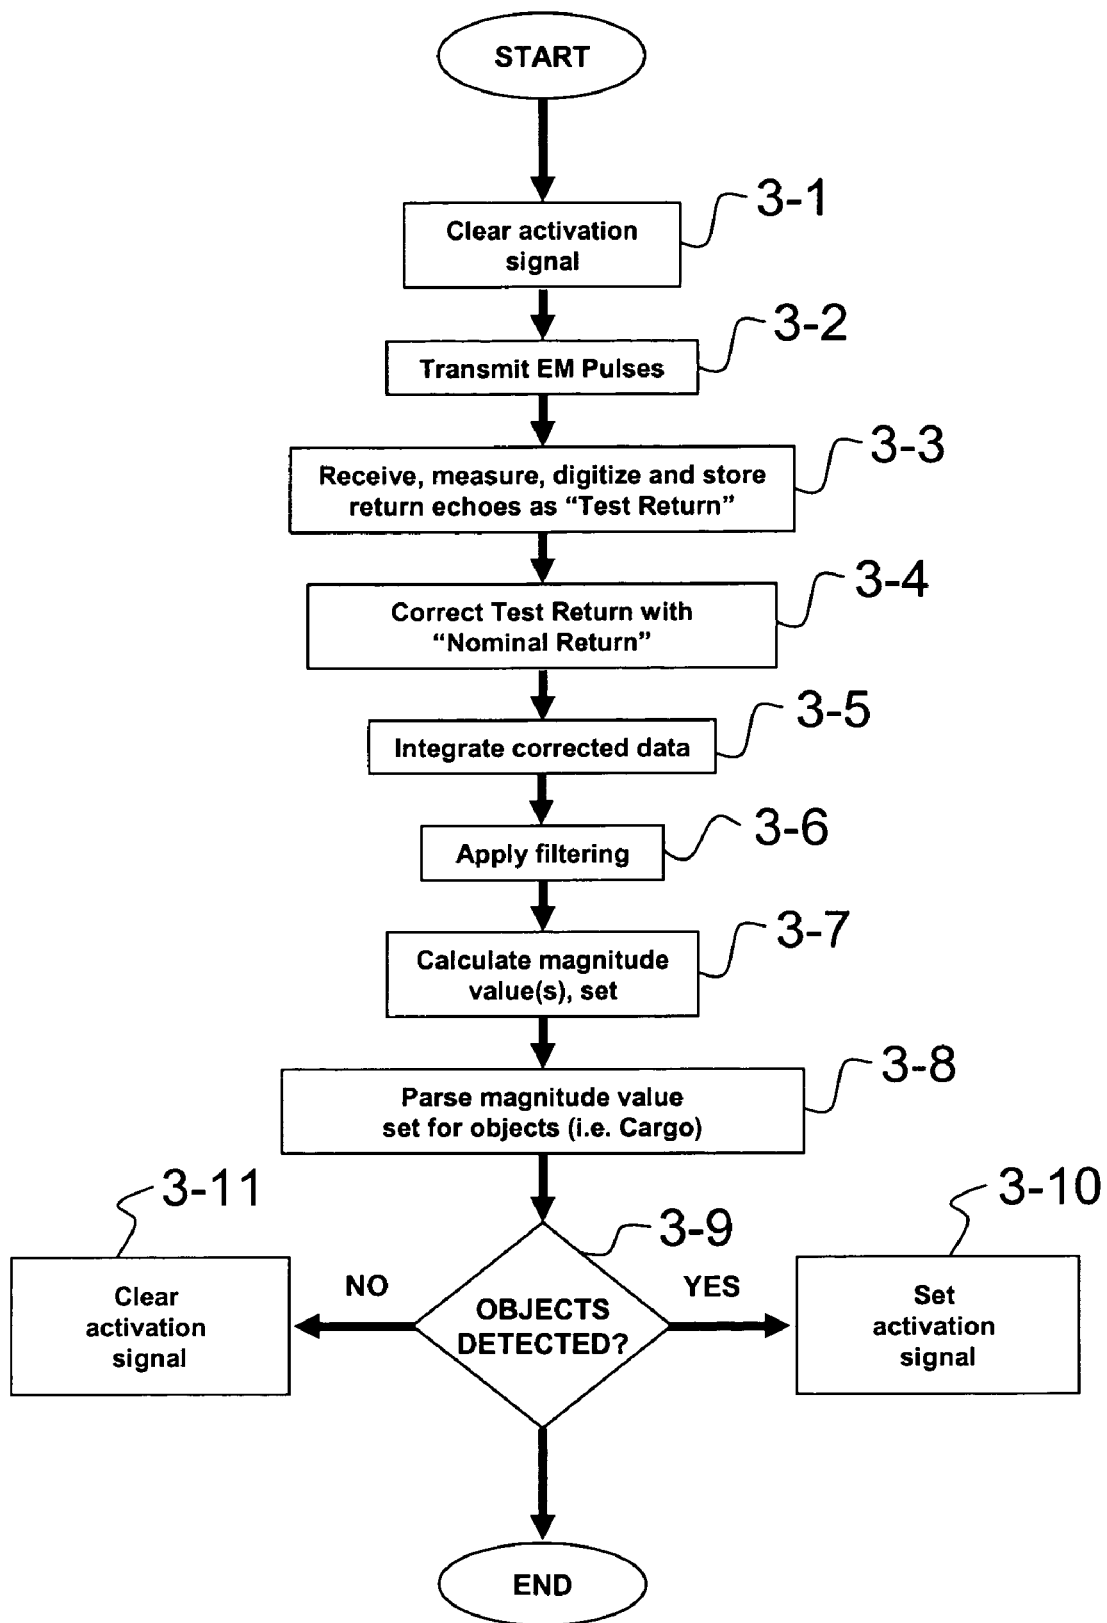 START
3-1
Clear activation
signal
3-2
Transmit EM Pulses
3-3
Receive, measure, digitize and store
return echoes as “Test Return”
3-4
Correct Test Return with
“Nominal Return”
3-5
Integrate corrected data
3-6
Apply filtering
3-7
Calculate magnitude
value(s), set
3-8
Parse magnitude value
set for objects (i.e. Cargo)
3-11
3-10
3-9
NO
YES
Clear
activation
signal
OBJECTS
DETECTED?
Set
activation
signal
END